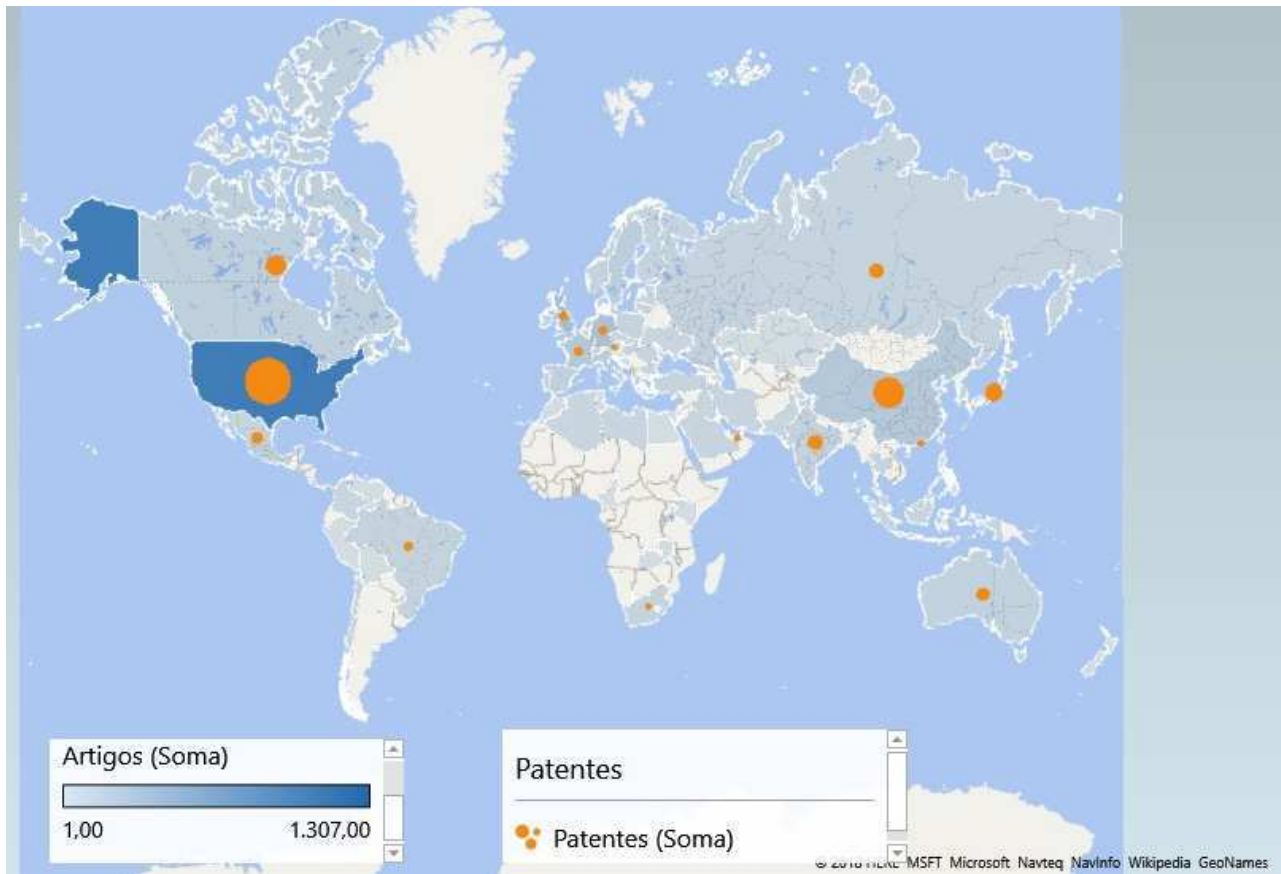 Artigos (Soma)
1,00 1.307,00
Patentes
Patentes (Soma)
MSFT Microsoft Navteq NavInfo Wikipedia GeoNames